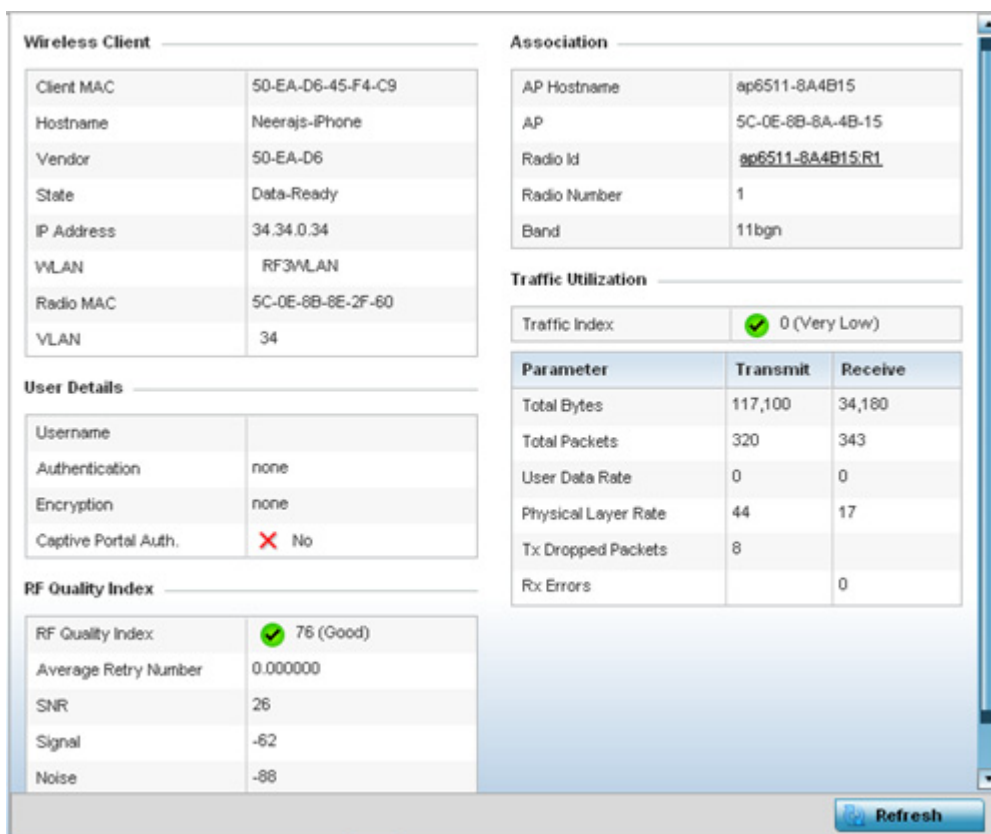 Wireless Client
Client MAC 50-EA-D6-45-F4-C9
Hostname Neerajs-iPhone
Vendor 50-EA-D6
State Data-Ready
IP Address 34.34.0.34
WLAN RF3WLAN
Radio MAC 5C-0E-8B-8E-2F-60
VLAN 34
User Details
Username
Authentication none
Encryption none
Captive Portal Auth. No
RF Quality Index
RF Quality Index 76 (Good)
Average Retry Number 0.000000
SNR 26
Signal -62
Noise -88
Association
AP Hostname ap6511-8A4B15
AP 5C-0E-8B-8A-4B-15
Radio Id ap6511-8A4B15:R1
Radio Number 1
Band 11bgn
Traffic Utilization
Traffic Index 0 (Very Low)
Parameter Transmit Receive
Total Bytes 117,100 34,180
Total Packets 320 343
User Data Rate 0 0
Physical Layer Rate 44 17
Tx Dropped Packets 8
Rx Errors 0
Refresh